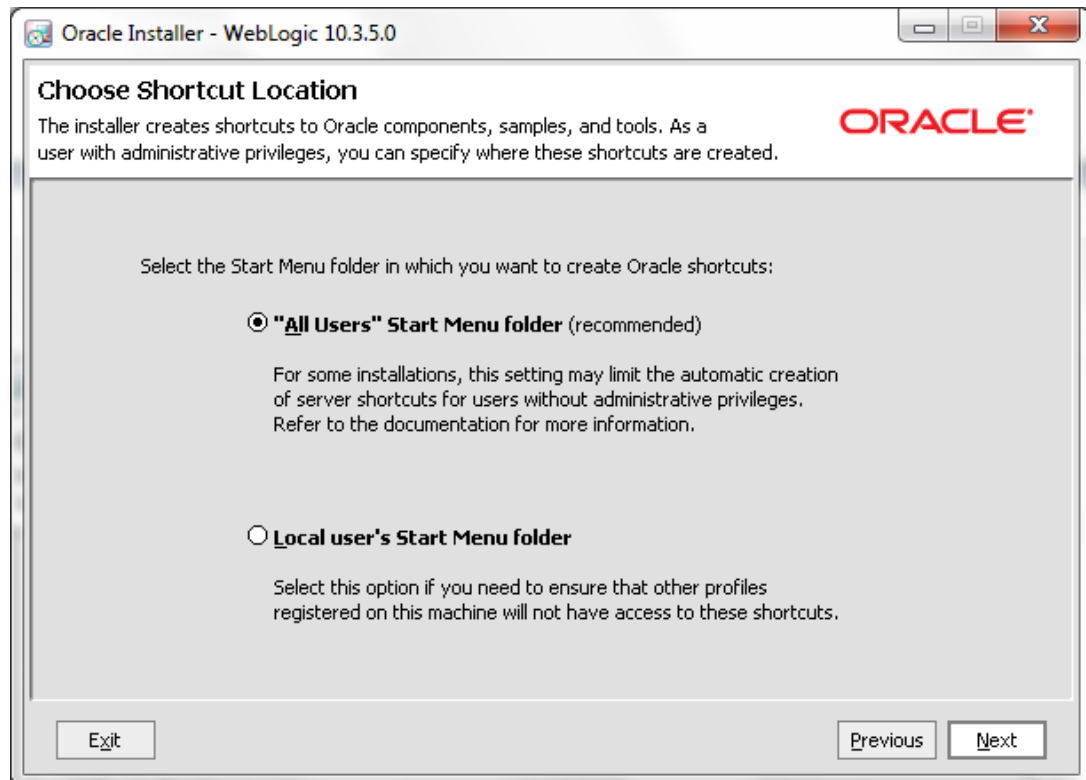 Oracle Installer - WebLogic 10.3.5.0
Choose Shortcut Location
The installer creates shortcuts to Oracle components, samples, and tools. As a
user with administrative privileges, you can specify where these shortcuts are created.
ORACLE
Select the Start Menu folder in which you want to create Oracle shortcuts:
"All Users" Start Menu folder (recommended)
For some installations, this setting may limit the automatic creation
of server shortcuts for users without administrative privileges.
Refer to the documentation for more information.
Local user's Start Menu folder
Select this option if you need to ensure that other profiles
registered on this machine will not have access to these shortcuts.
Exit
Previous
Next